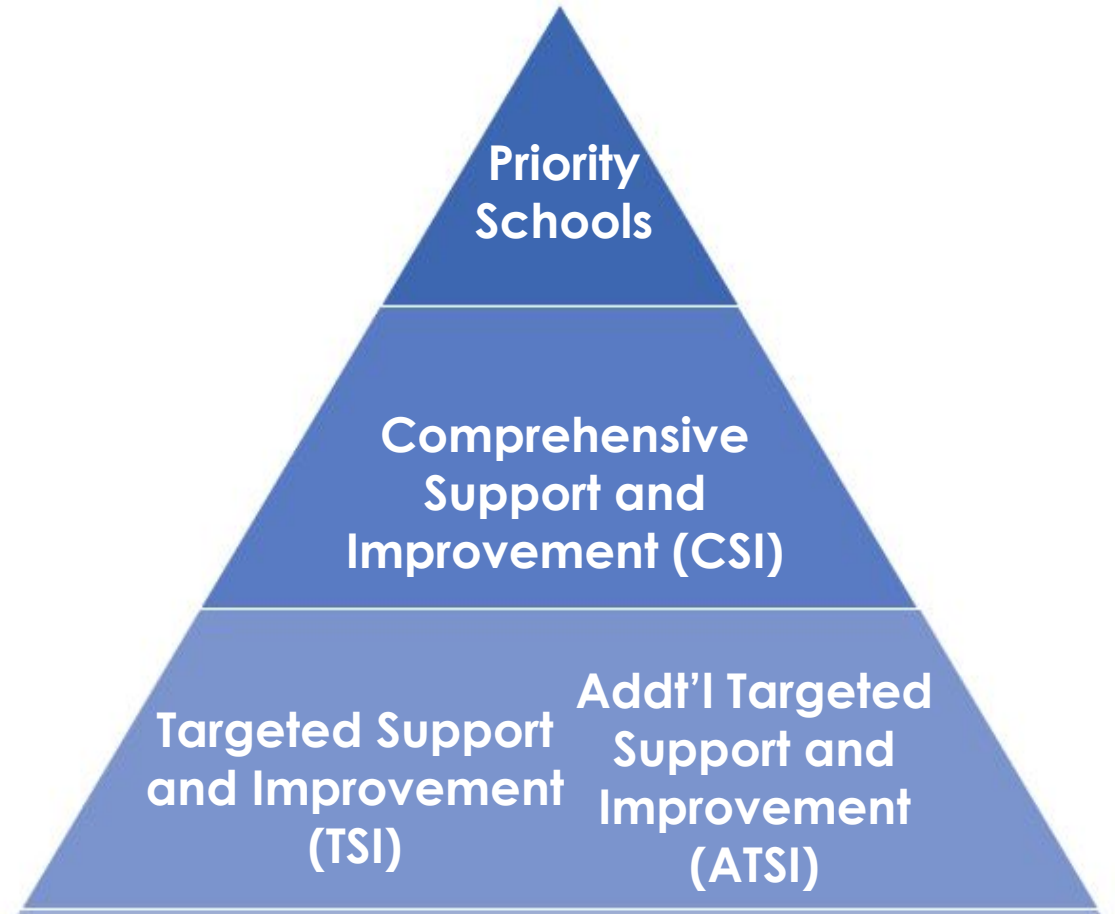 Priority
Schools
Comprehensive
Support and
Improvement (CSI)
Targeted Support
and Improvement
(TSI)
Addt’l Targeted
Support and
Improvement
(ATSI)